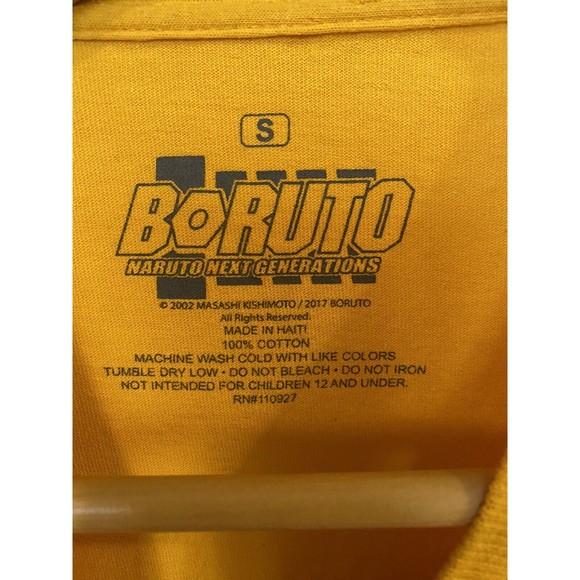 S
BORUTO
NARUTO NEXT GENERATIONS
© 2002 MASASHI KISHIMOTO / 2017 BORUTO
All Rights Reserved.
MADE IN HAITI
100% COTTON
MACHINE WASH COLD WITH LIKE COLORS
TUMBLE DRY LOW • DO NOT BLEACH • DO NOT IRON
NOT INTENDED FOR CHILDREN 12 AND UNDER.
RN#110927